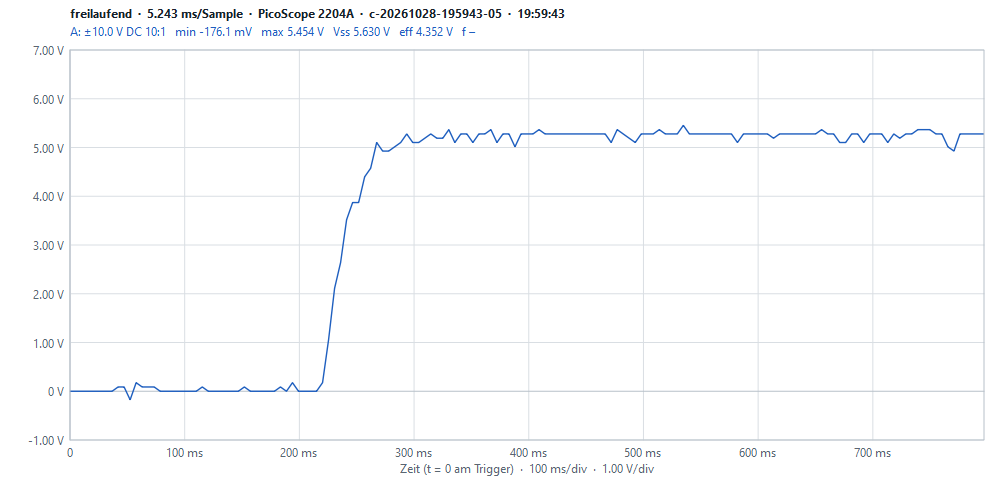 freilaufend · 5.243 ms/Sample · PicoScope 2204A · c-20261028-195943-05 · 19:59:43
A: ±10.0 V DC 10:1 min -176.1 mV max 5.454 V Vss 5.630 V eff 4.352 V f –
7.00 V
6.00 V
5.00 V
4.00 V
3.00 V
2.00 V
1.00 V
0 V
-1.00 V
0 100 ms 200 ms 300 ms 400 ms 500 ms 600 ms 700 ms
Zeit (t = 0 am Trigger) · 100 ms/div · 1.00 V/div